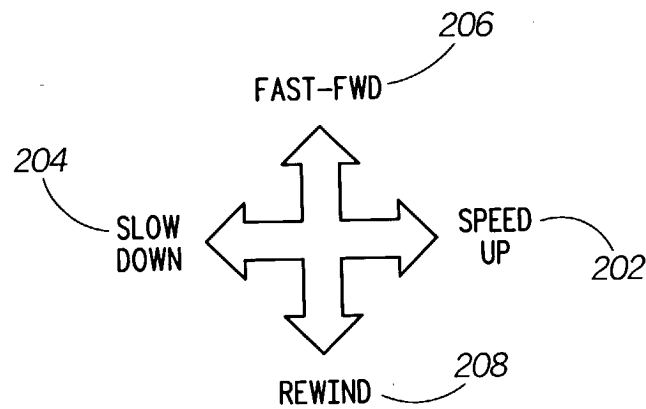 206
FAST-FWD
204
SLOW
DOWN
SPEED
UP
202
REWIND
208